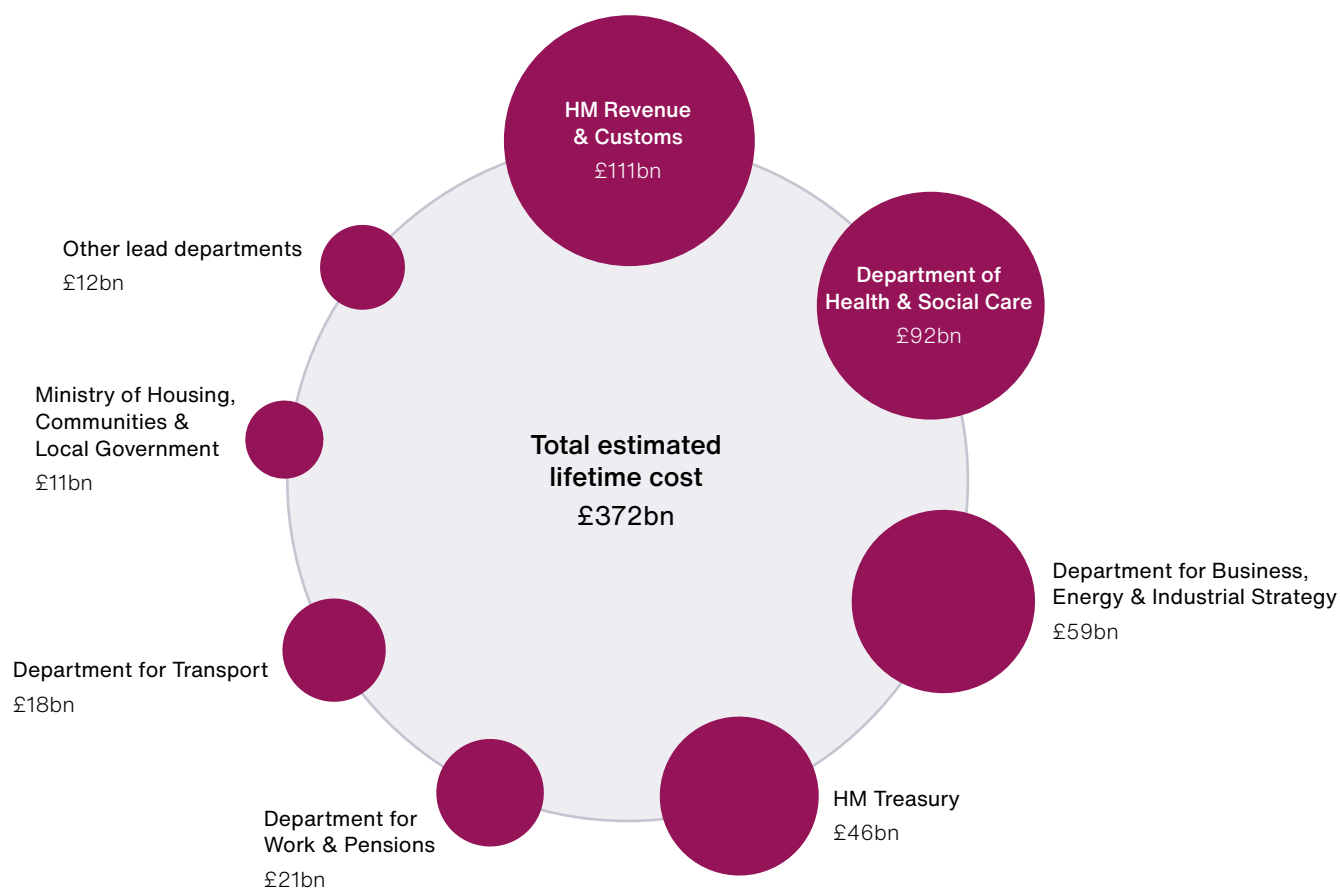 HM Revenue
& Customs
£111bn
Department of
Health & Social Care
£92bn
Department for Business,
Energy & Industrial Strategy
£59bn
HM Treasury
£46bn
Department for
Work & Pensions
£21bn
Department for Transport
£18bn
Ministry of Housing,
Communities &
Local Government
£11bn
Other lead departments
£12bn
Total estimated
lifetime cost
£372bn